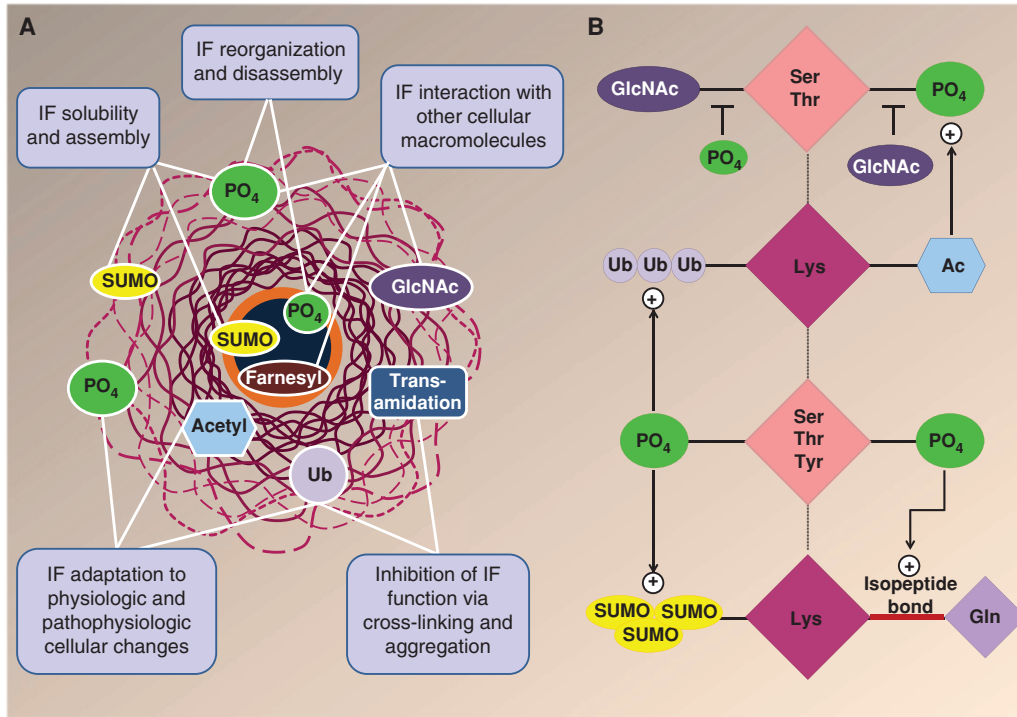 A
IF reorganization
and disassembly
IF solubility
and assembly
IF interaction with
other cellular
macromolecules
PO4
SUMO
GlcNAc
PO4
SUMO
Farnesyl
PO4
Trans-
amidation
Acetyl
Ub
IF adaptation to
physiologic and
pathophysiologic
cellular changes
Inhibition of IF
function via
cross-linking and
aggregation
B
GlcNAc
Ser
Thr
PO4
PO4
GlcNAc
+
Ub Ub Ub
Lys
Ac
+
PO4
Ser
Thr
Tyr
PO4
+
+
SUMO SUMO
SUMO
Lys
Isopeptide
bond
Gln